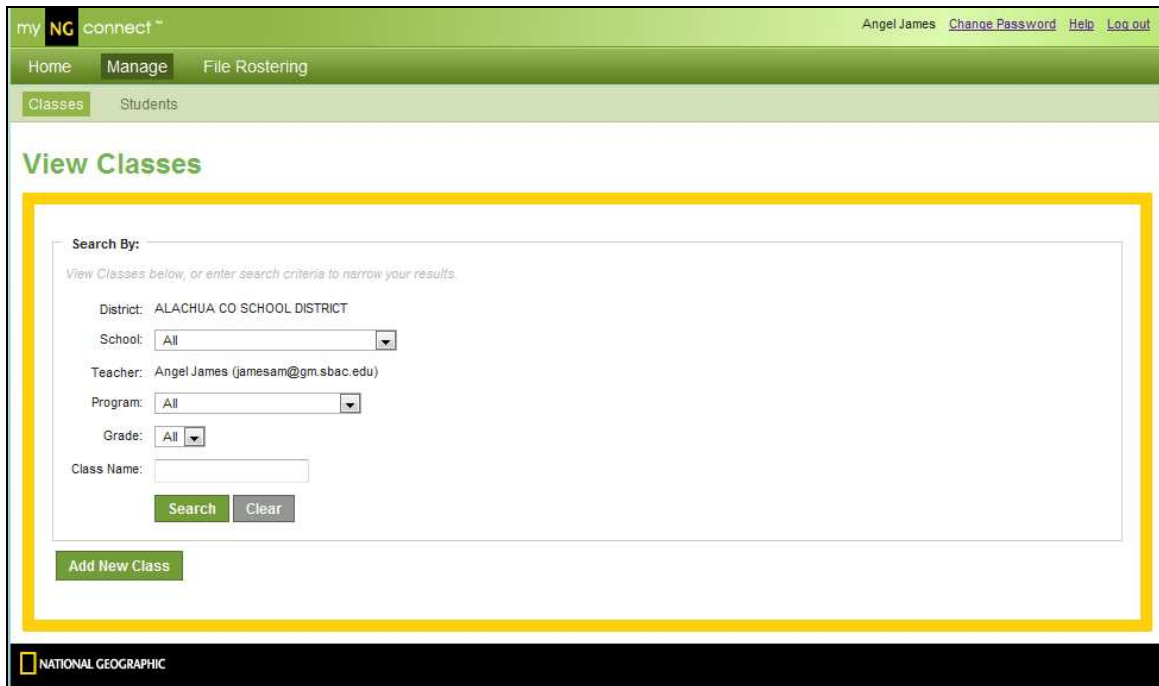 my NG connect™ Angel James Change Password Help Log out
Home Manage File Rostering
Classes Students
View Classes
Search By:
View Classes below, or enter search criteria to narrow your results.
District: ALACHUA CO SCHOOL DISTRICT
School: All
Teacher: Angel James (jamesam@gm.sbac.edu)
Program: All
Grade: All
Class Name:
Search Clear
Add New Class
NATIONAL GEOGRAPHIC